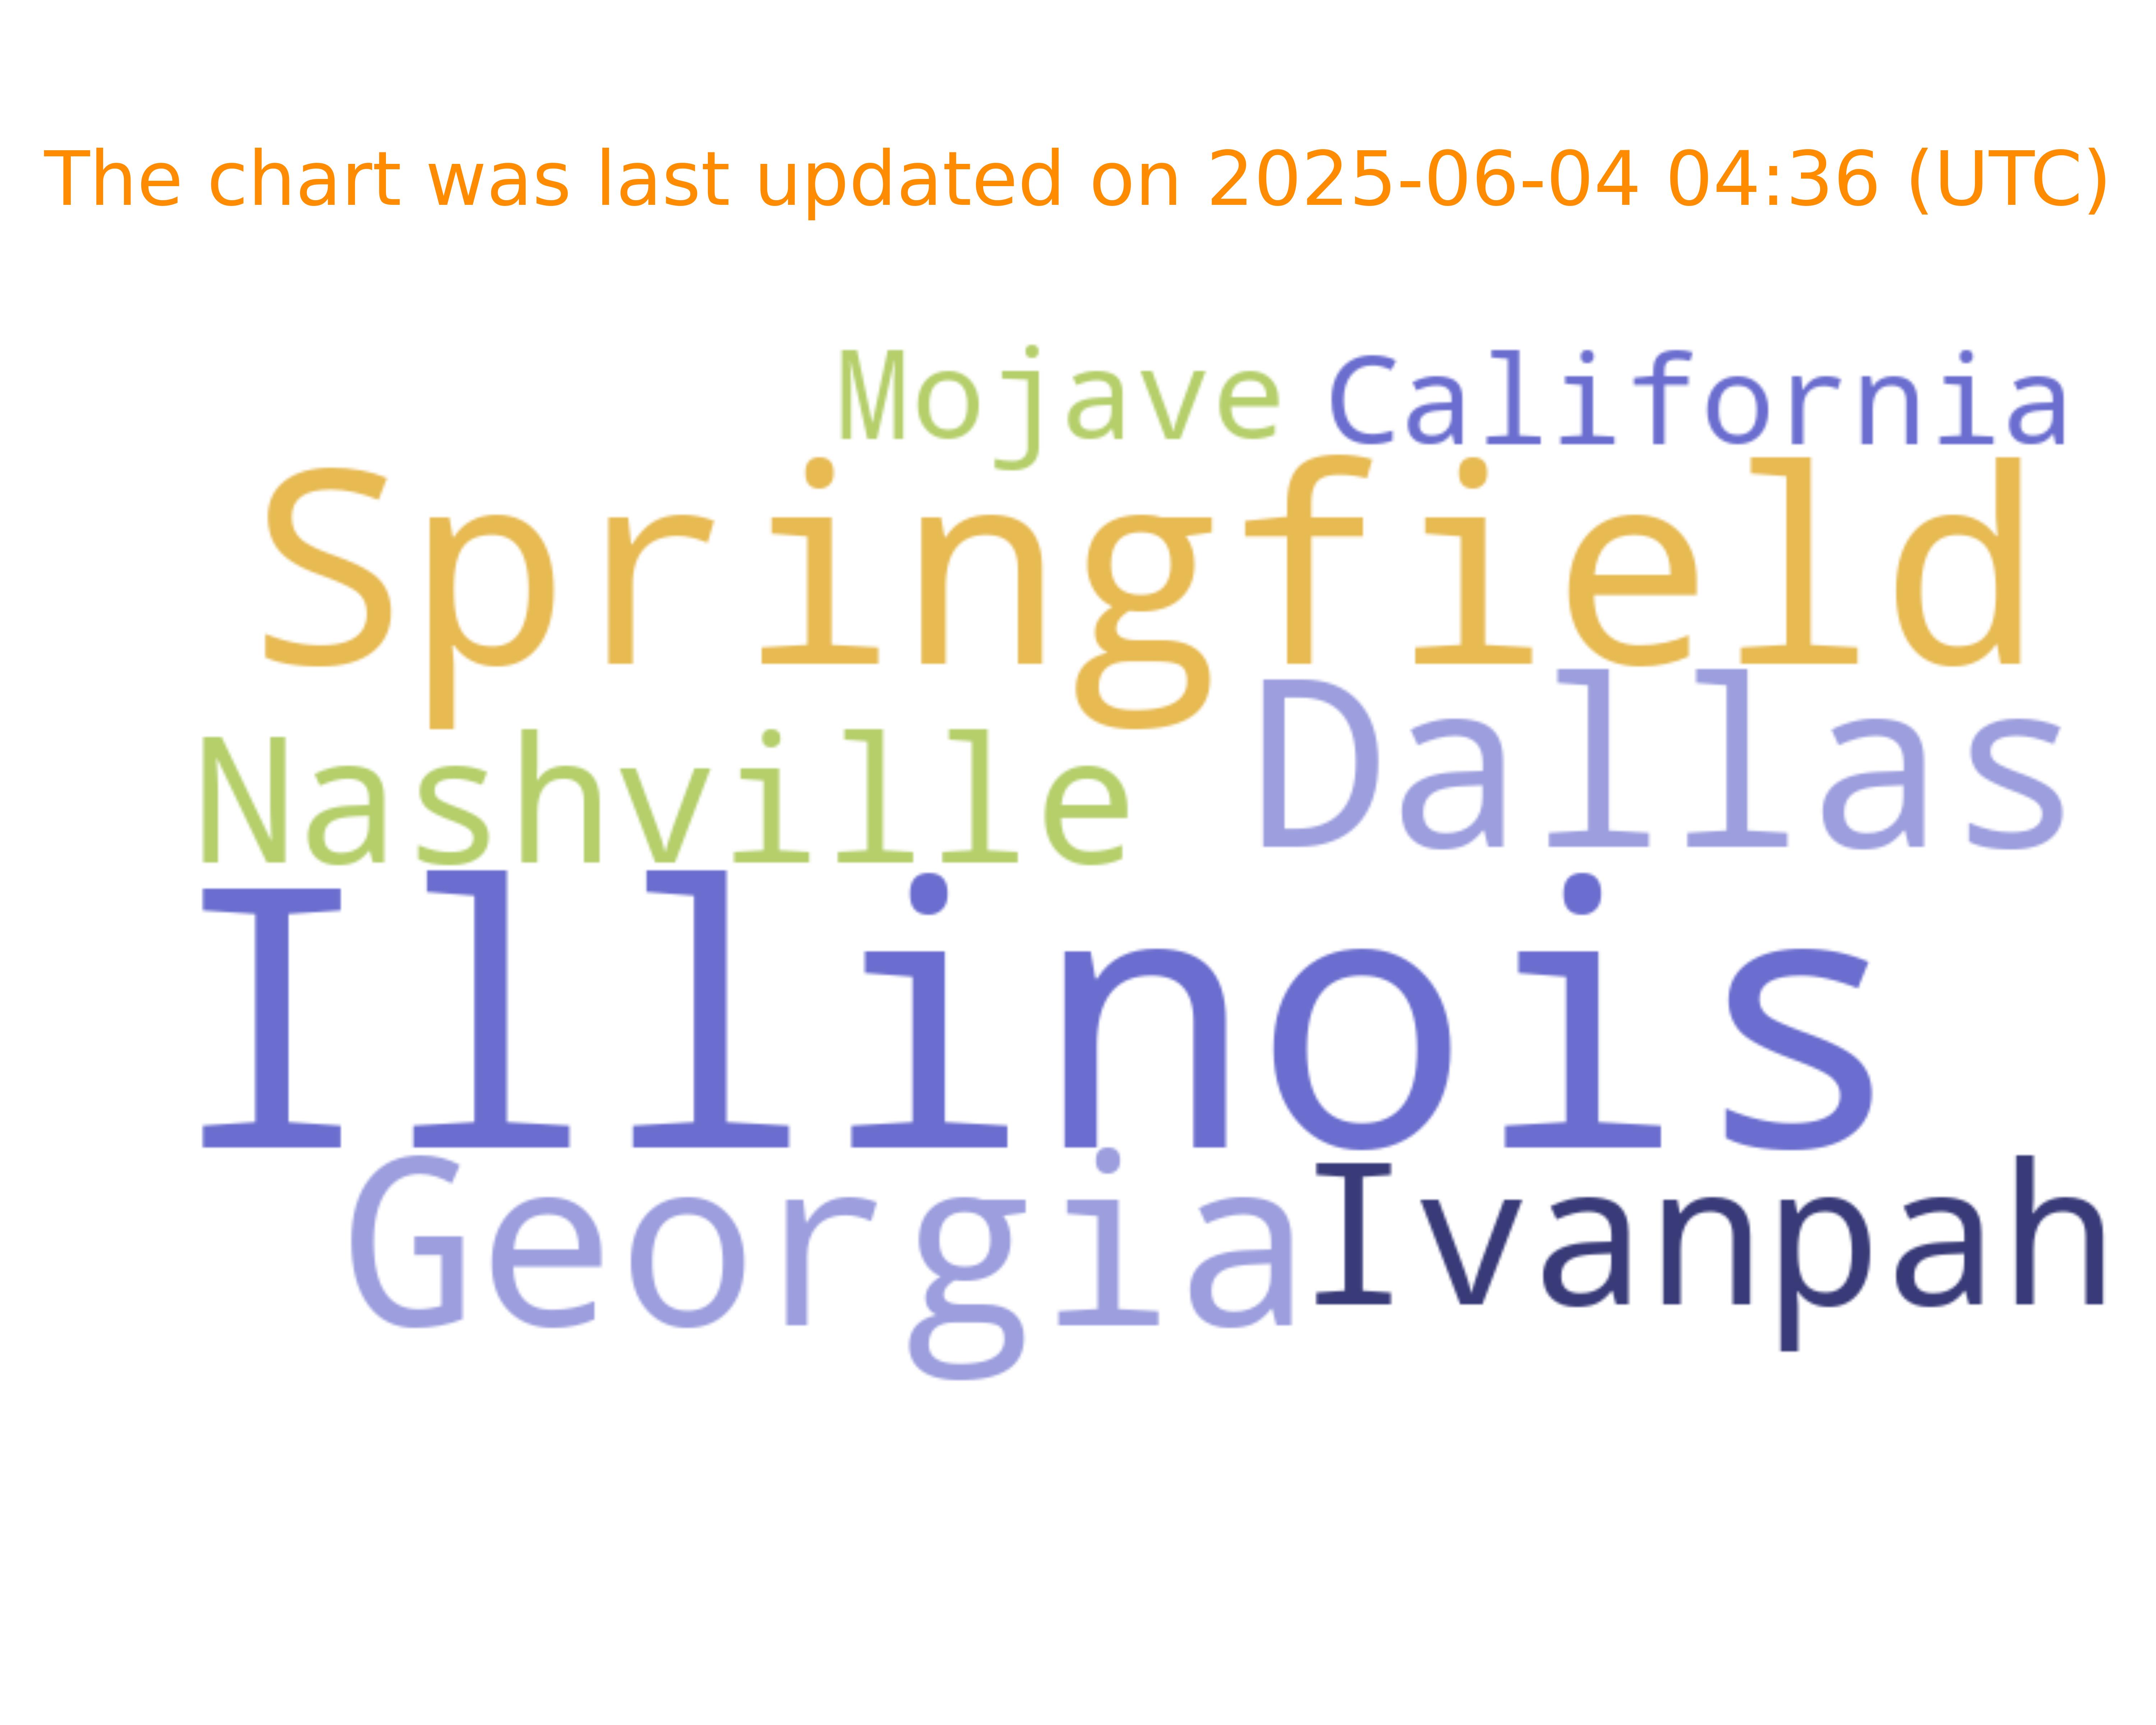 The chart was last updated on 2025-06-04 04:36 (UTC)
Mojave California
Springfield
Nashville Dallas
Illinois
Georgia Ivanpah